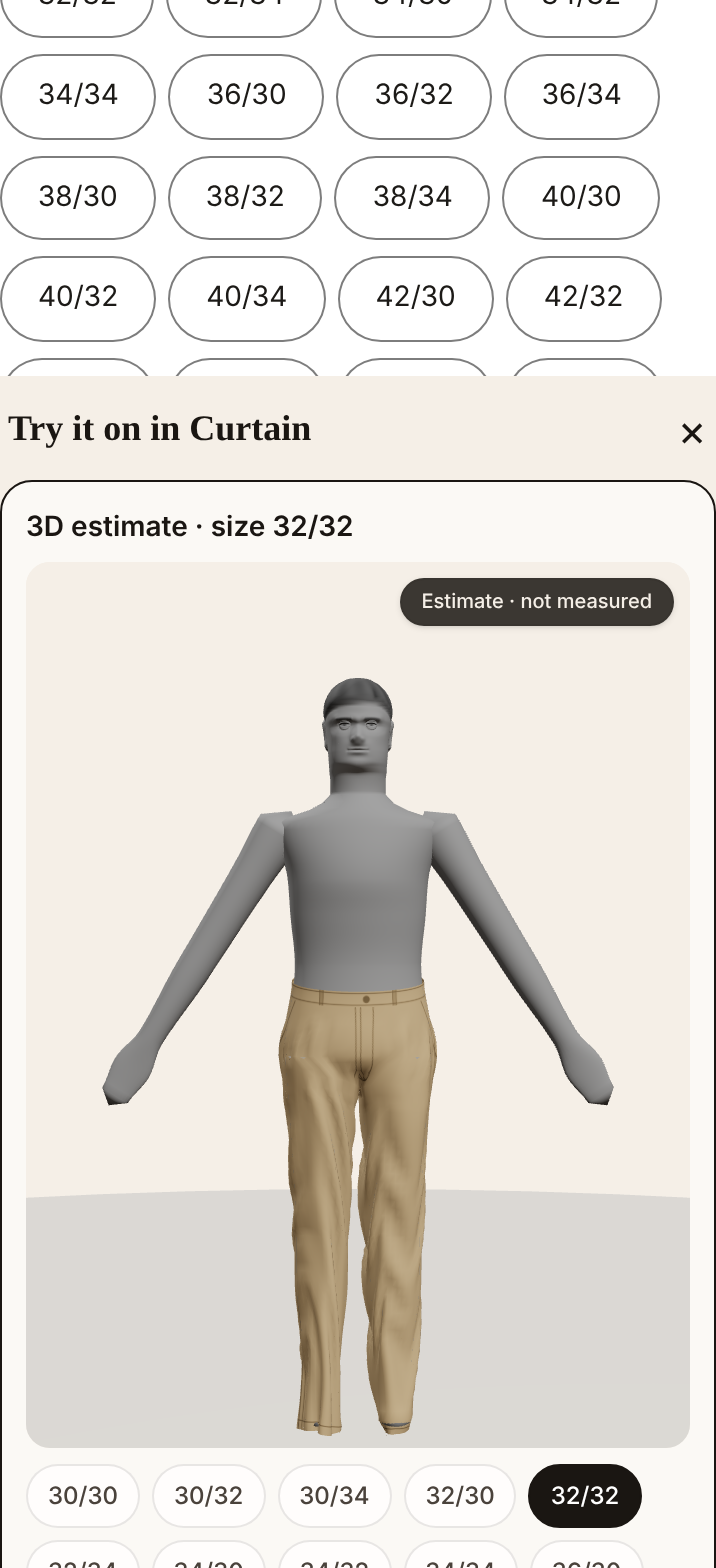 34/34 36/30 36/32 36/34
38/30 38/32 38/34 40/30
40/32 40/34 42/30 42/32
Try it on in Curtain ×
3D estimate · size 32/32
Estimate · not measured
30/30 30/32 30/34 32/30 32/32